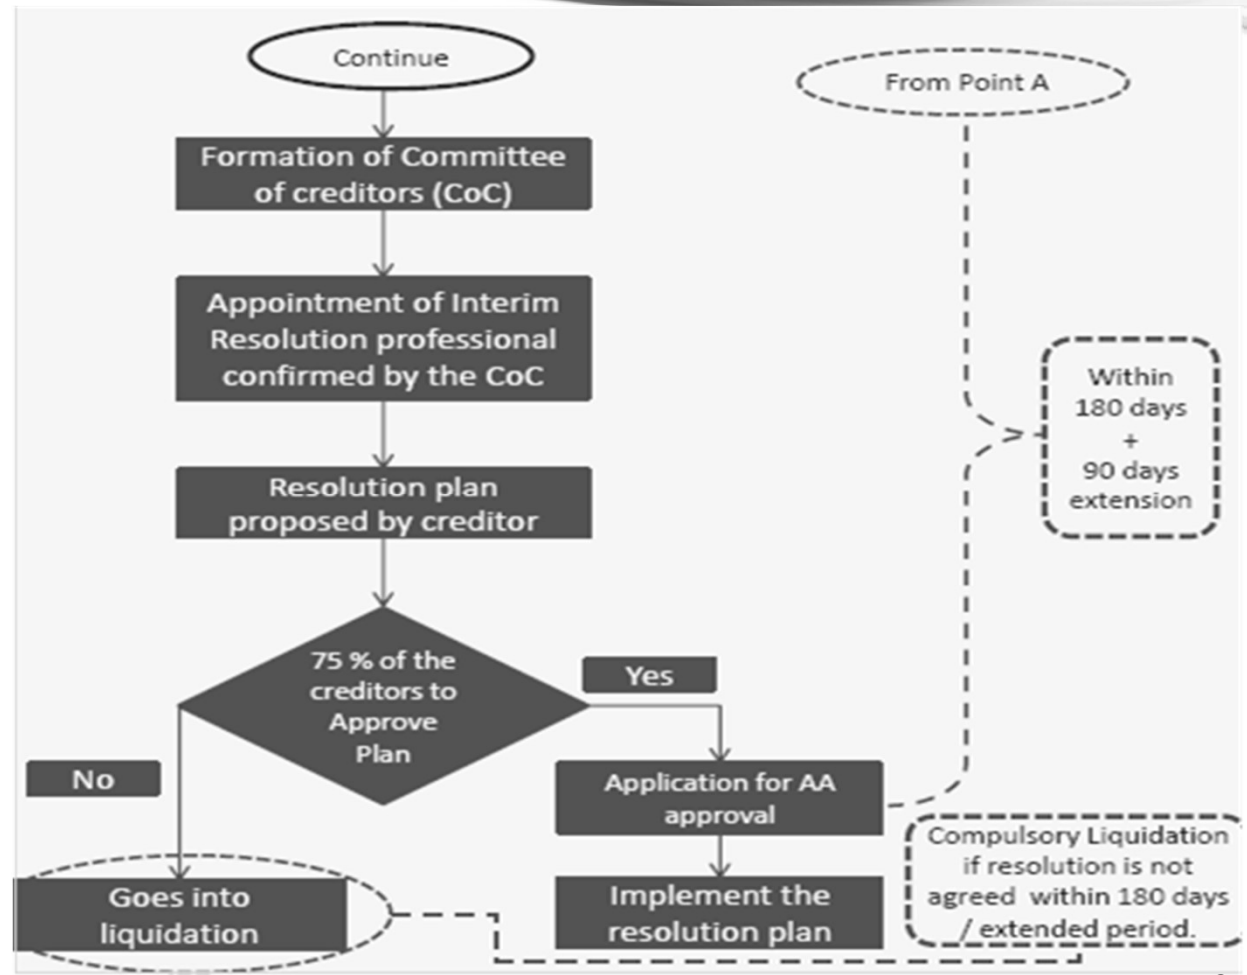 Continue
From Point A
Formation of Committee
of creditors (CoC)
Appointment of Interim
Resolution professional
confirmed by the CoC
Within
180 days
+
90 days
extension
Resolution plan
proposed by creditor
75 % of the
creditors to
Approve
Plan
Yes
No
Application for AA
approval
Compulsory Liquidation
if resolution is not
agreed within 180 days
/ extended period.
Goes into
liquidation
Implement the
resolution plan